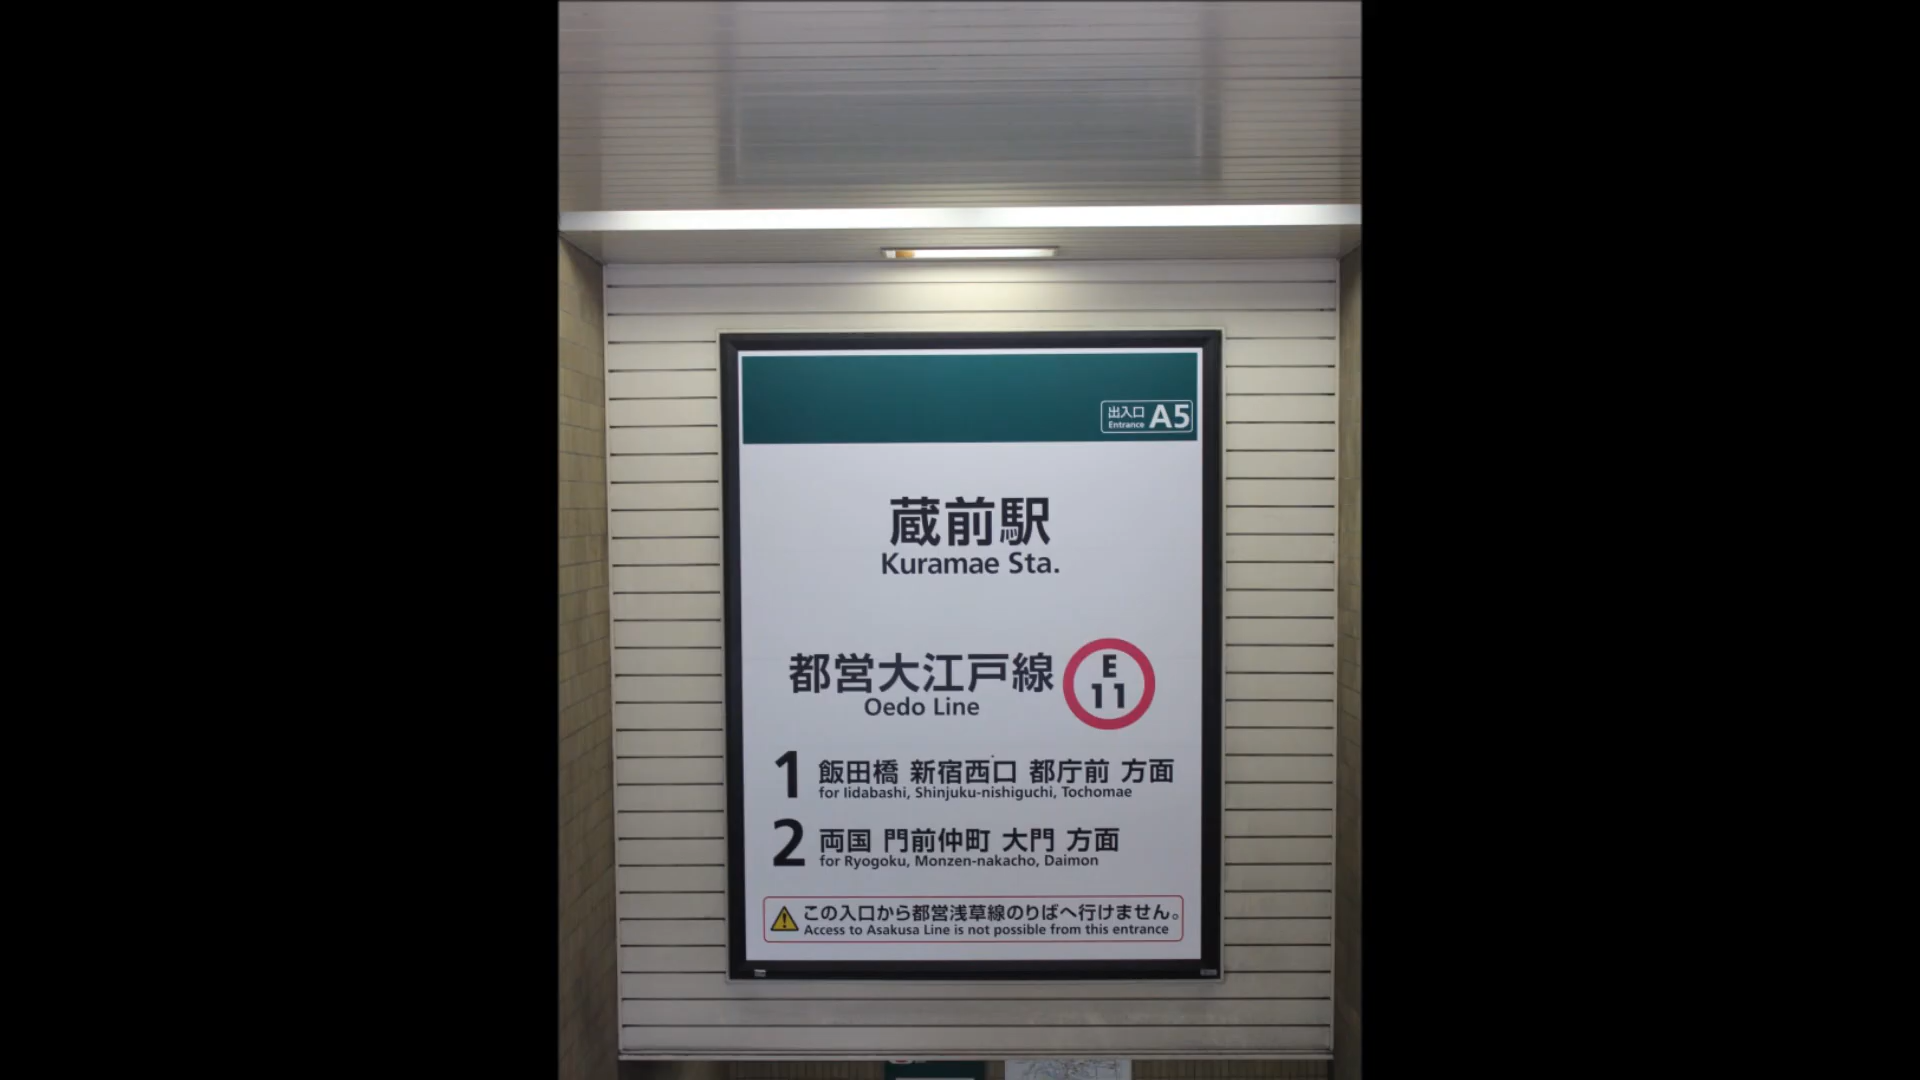 出入口
Entrance
A5
蔵前駅
Kuramae Sta.
都営大江戸線
Oedo Line
E
11
1
飯田橋 新宿西口 都庁前 方面
for Iidabashi, Shinjuku-nishiguchi, Tochomae
2
両国 門前仲町 大門 方面
for Ryogoku, Monzen-nakacho, Daimon
この入口から都営浅草線のりばへ行けません。
Access to Asakusa Line is not possible from this entrance